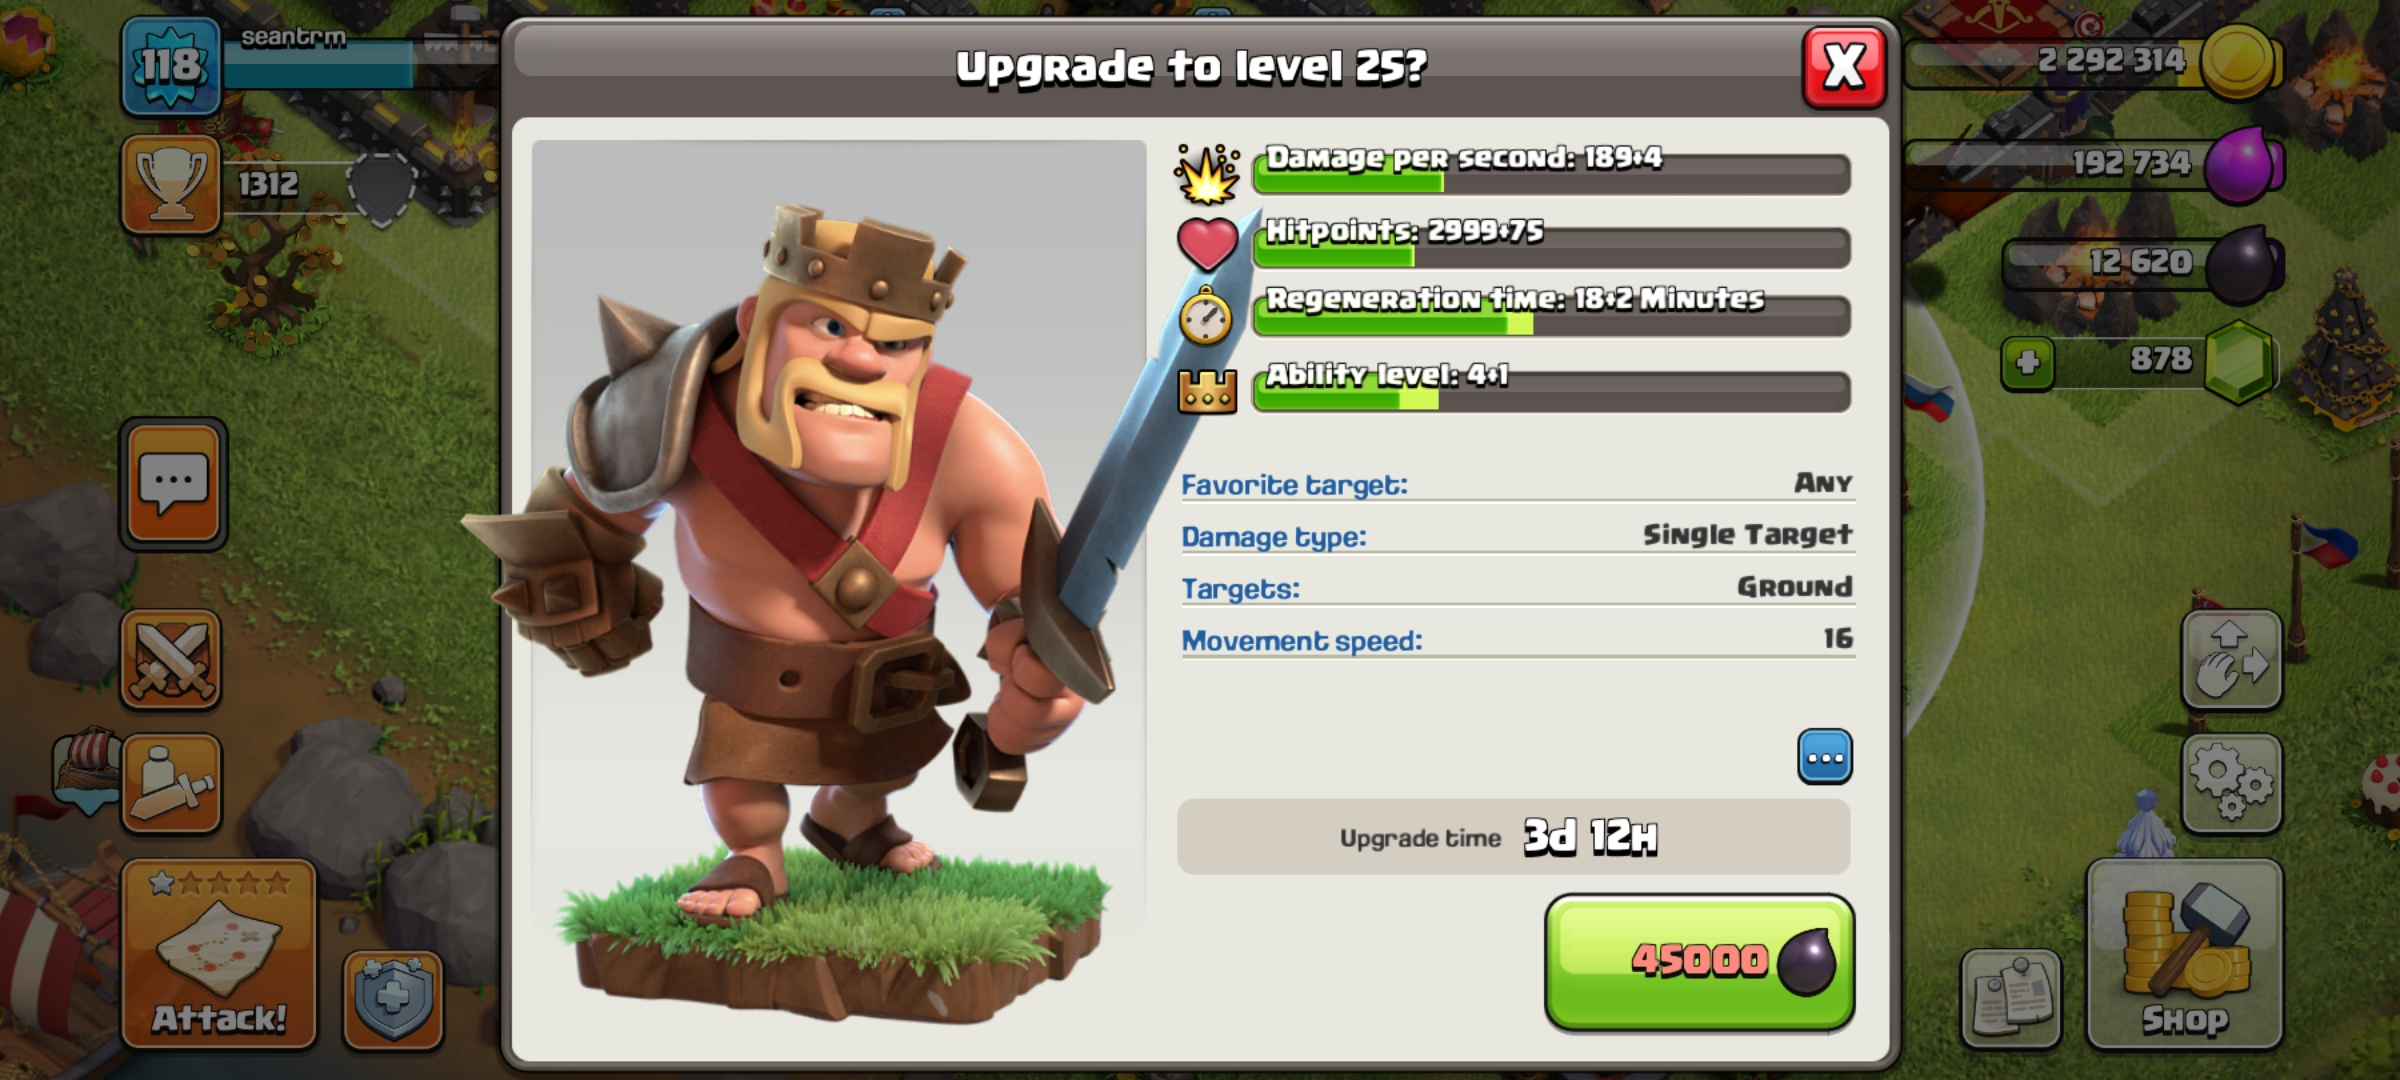 118
seantrm
1312
Upgrade to level 25?
X
2 292 314
192 734
12 620
878
Damage per second: 189+4
Hitpoints: 2999+75
Regeneration time: 18+2 Minutes
Ability level: 4+1
Favorite target: Any
Damage type: Single Target
Targets: Ground
Movement speed: 16
Upgrade time 3d 12H
45000
Attack!
Shop